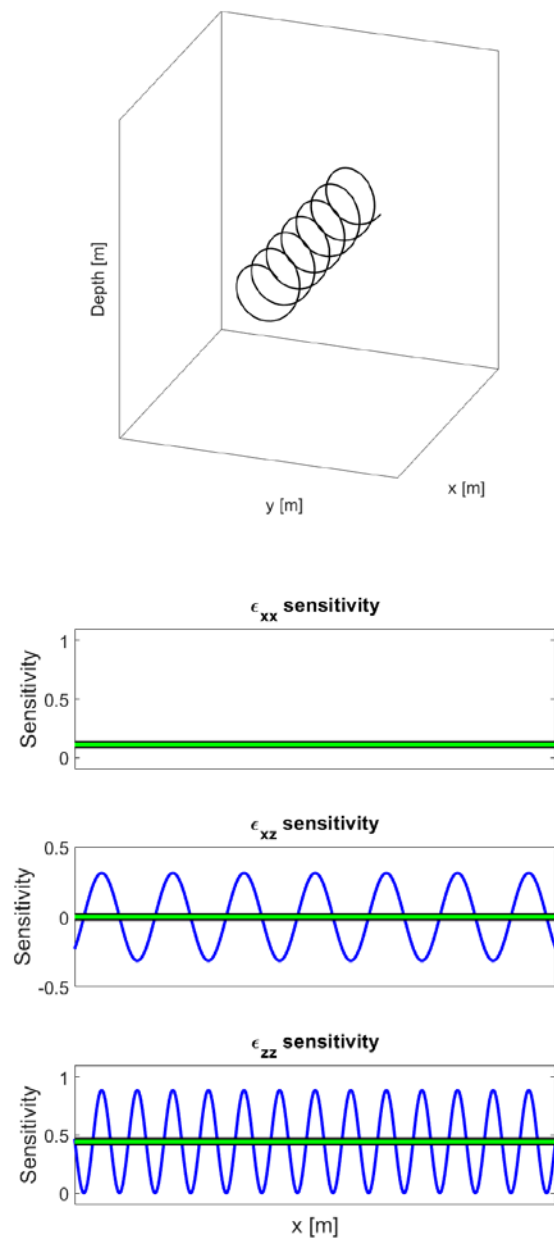 Depth [m]
x [m]
y [m]
ϵxx sensitivity
1
0.5
0
Sensitivity
ϵxz sensitivity
0.5
0
-0.5
Sensitivity
ϵzz sensitivity
1
0.5
0
Sensitivity
x [m]